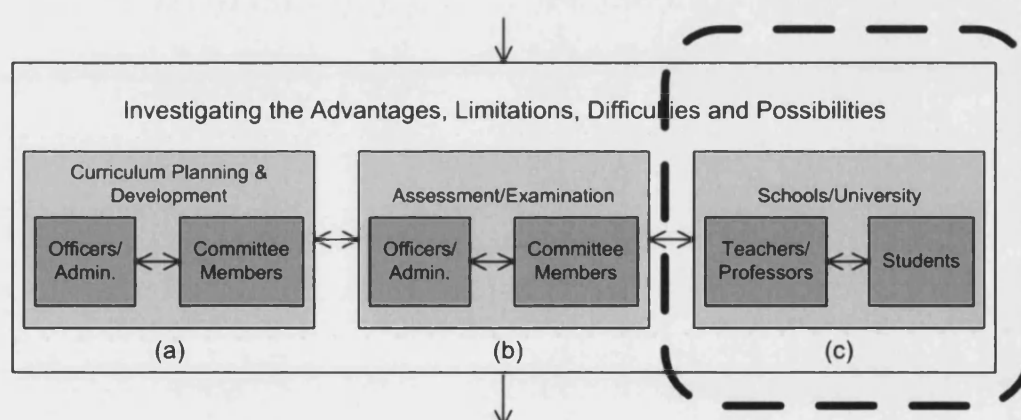 Investigating the Advantages, Limitations, Difficulties and Possibilities
Curriculum Planning &
Development
Officers/
Admin.
Committee
Members
(a)
Assessment/Examination
Officers/
Admin.
Committee
Members
(b)
Schools/University
Teachers/
Professors
Students
(c)